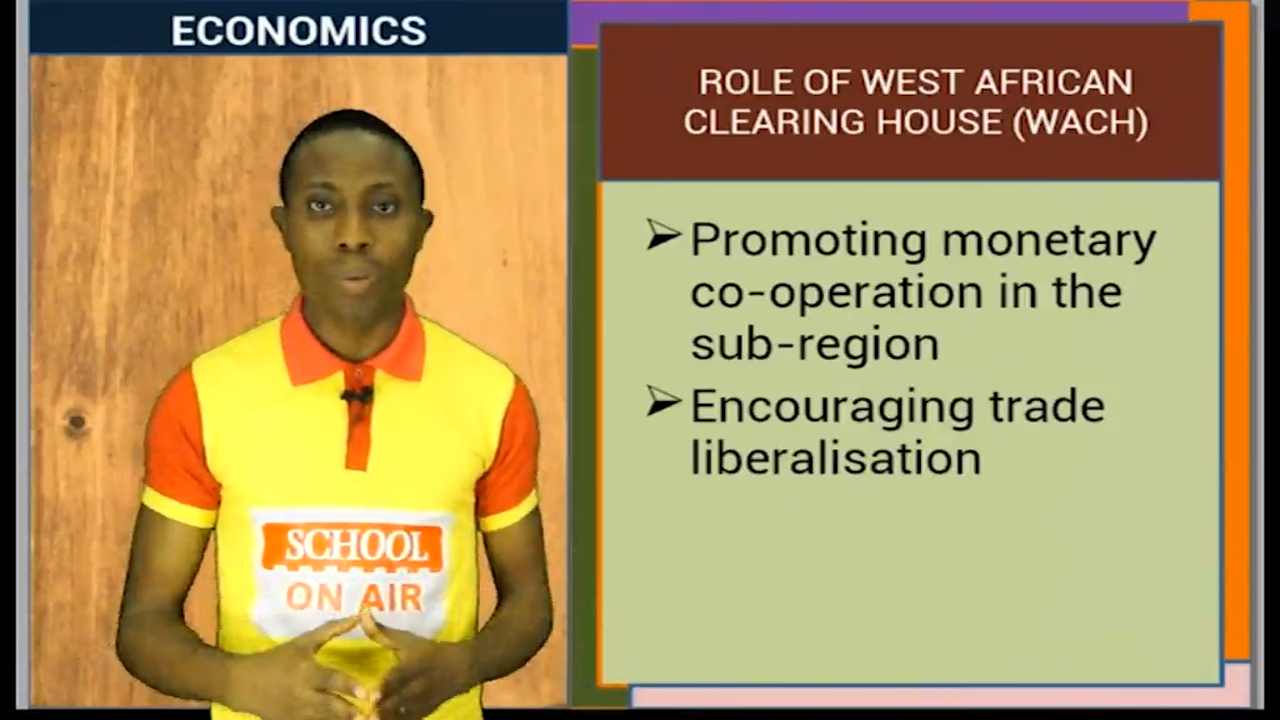 ECONOMICS
ROLE OF WEST AFRICAN
CLEARING HOUSE (WACH)
➢Promoting monetary
co-operation in the
sub-region
➢Encouraging trade
liberalisation
SCHOOL
ON AIR